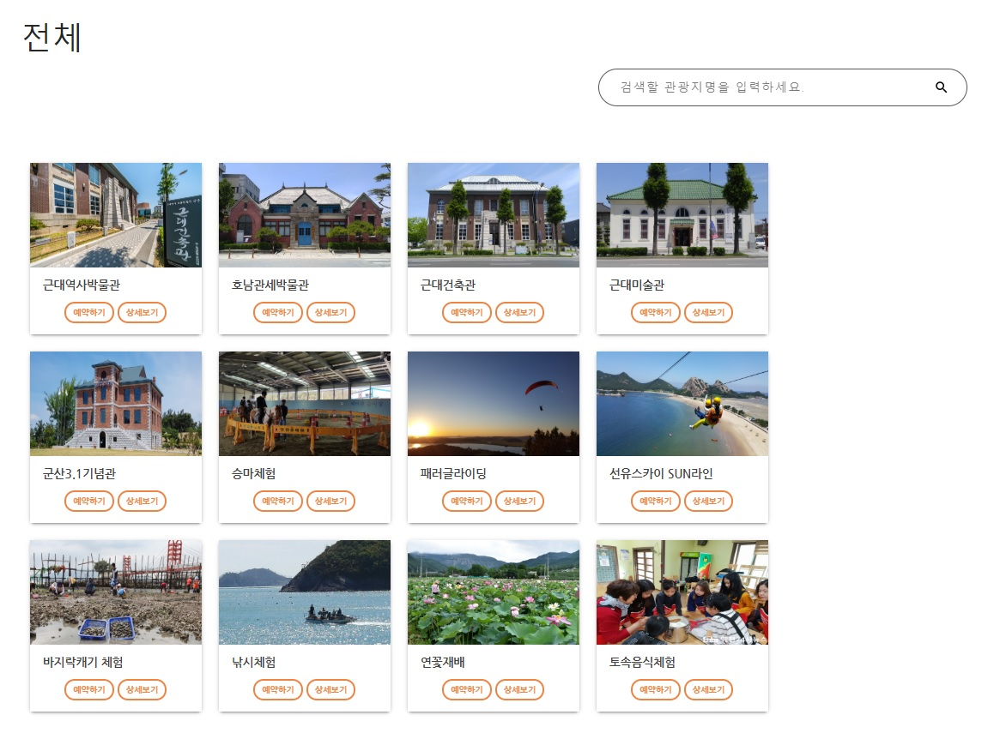 전체
검색할 관광지명을 입력하세요.
근대건축관
근대역사박물관
예약하기 상세보기
호남관세박물관
예약하기 상세보기
근대건축관
예약하기 상세보기
근대미술관
예약하기 상세보기
군산3.1기념관
예약하기 상세보기
승마체험
예약하기 상세보기
패러글라이딩
예약하기 상세보기
선유스카이 SUN라인
예약하기 상세보기
바지락캐기 체험
예약하기 상세보기
낚시체험
예약하기 상세보기
연꽃재배
예약하기 상세보기
토속음식체험
예약하기 상세보기